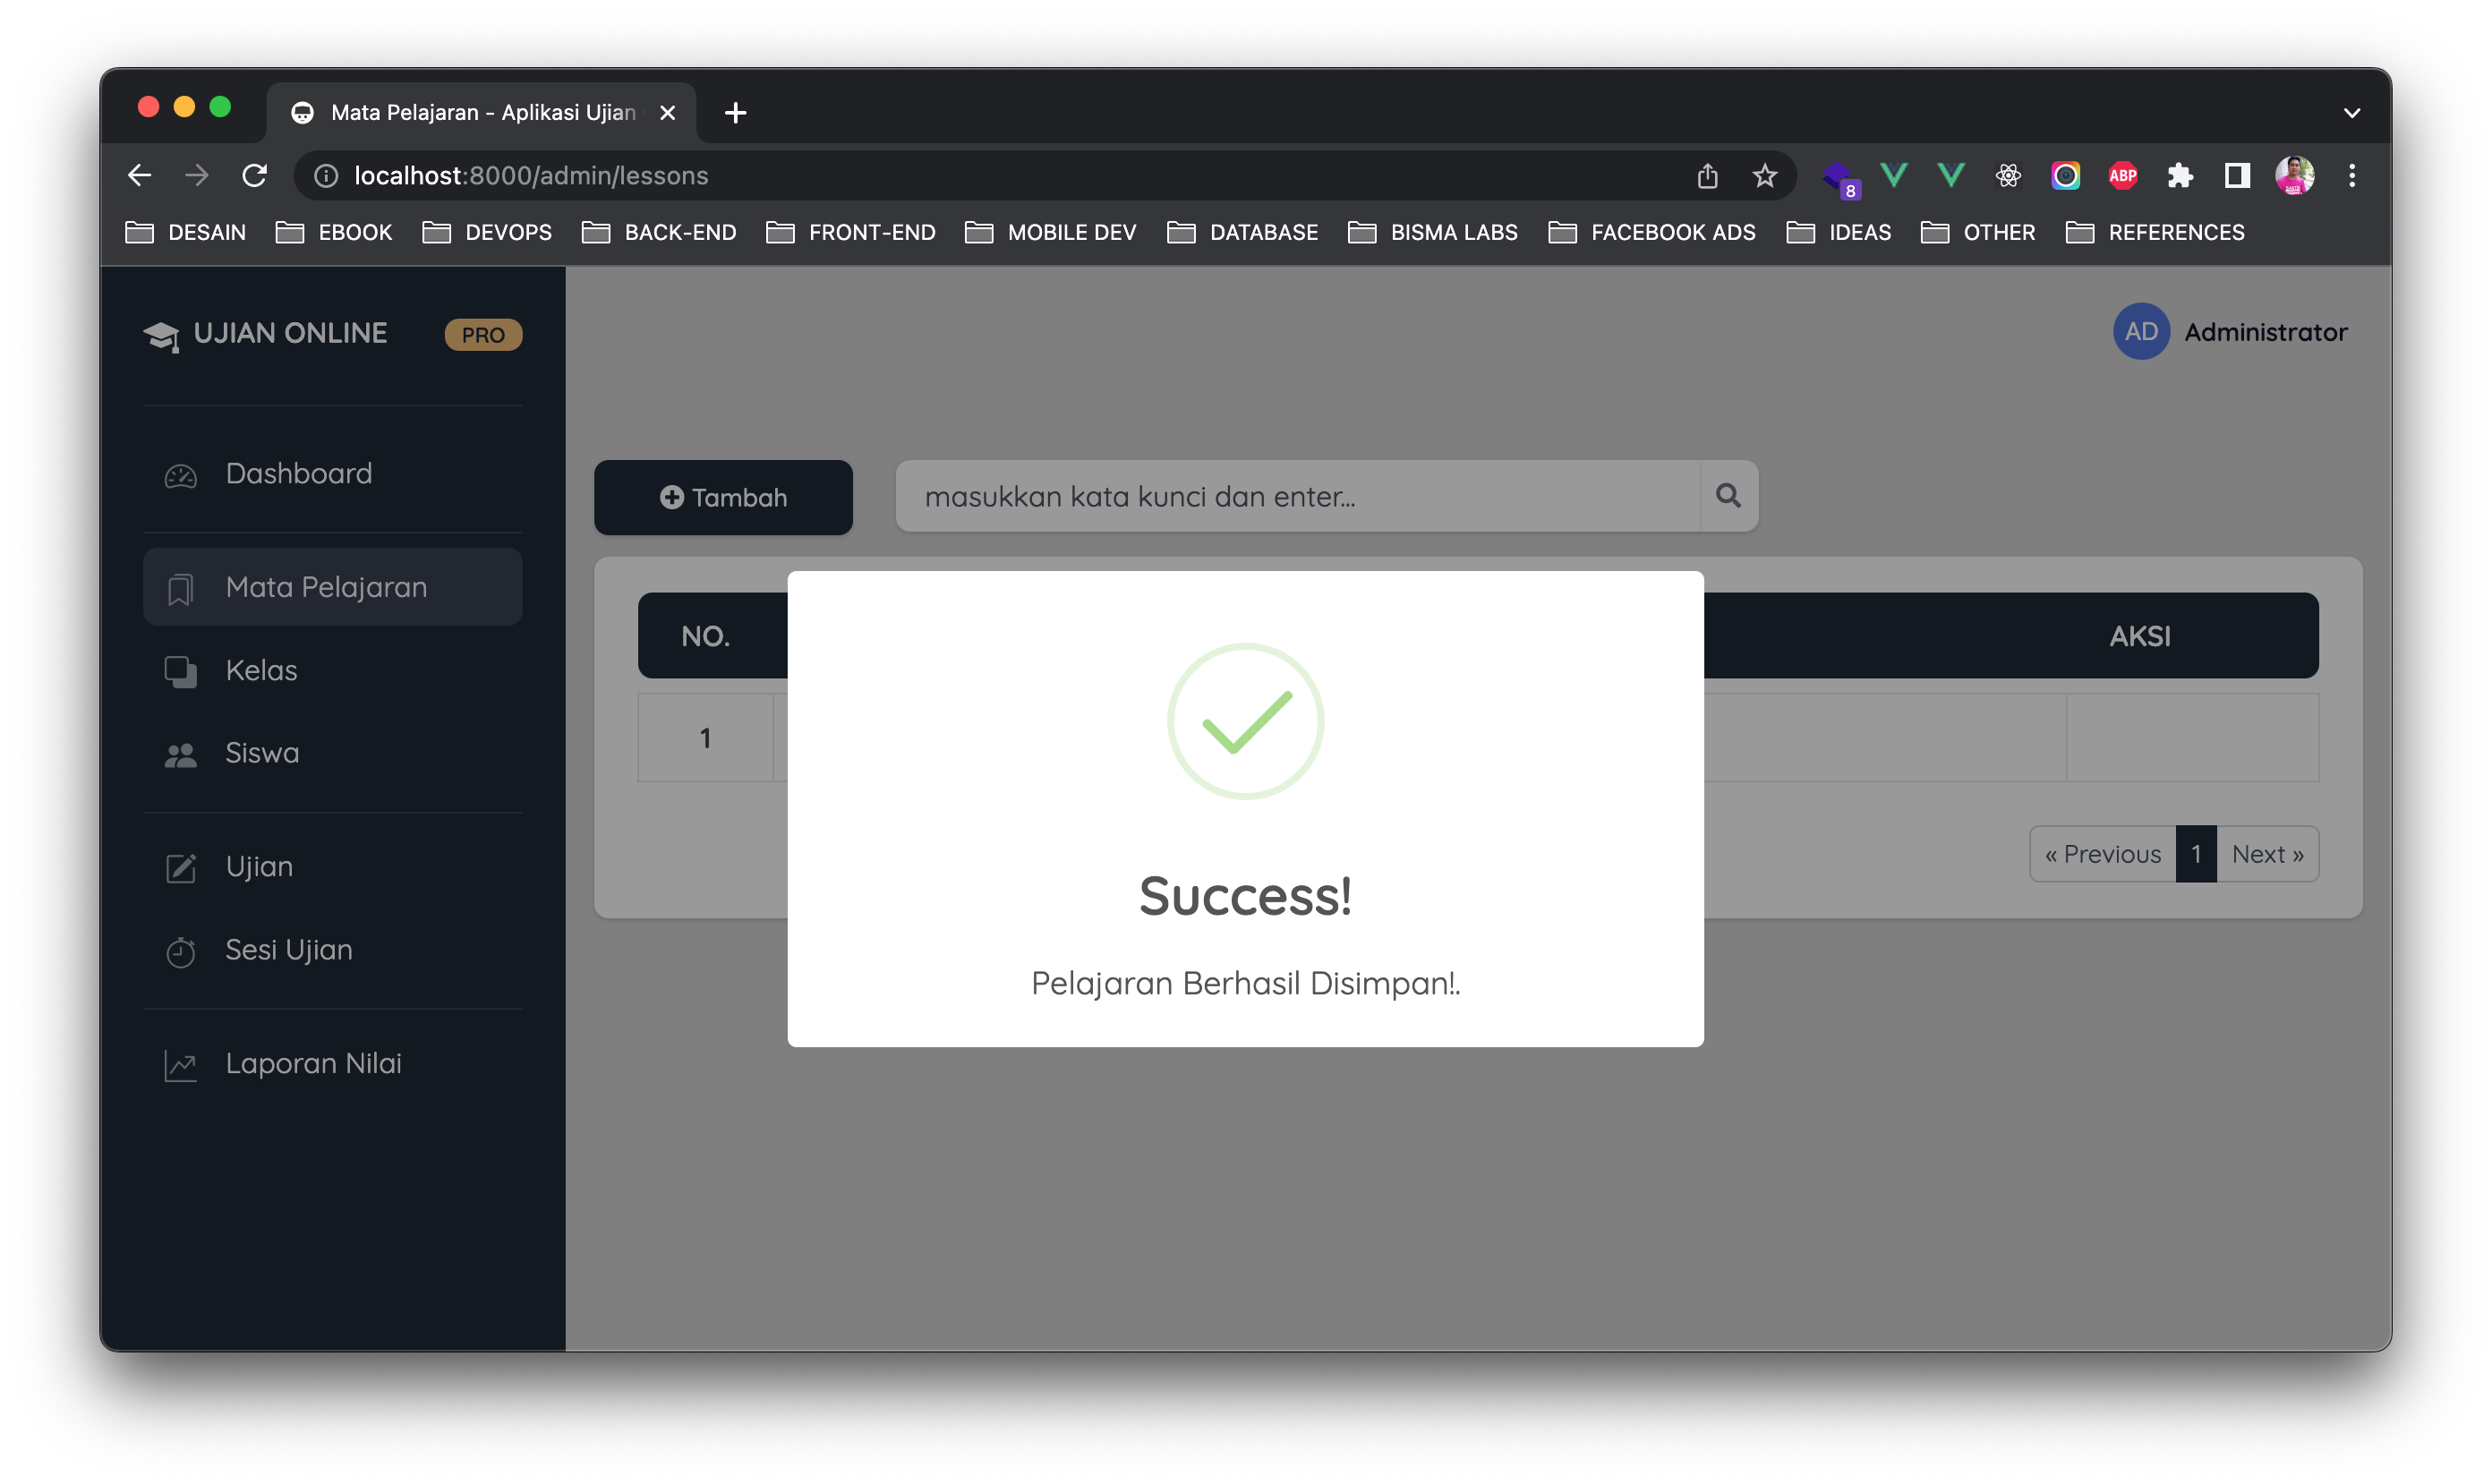 Mata Pelajaran - Aplikasi Ujian
localhost:8000/admin/lessons
8
ABP
DESAIN EBOOK DEVOPS BACK-END FRONT-END MOBILE DEV DATABASE BISMA LABS FACEBOOK ADS IDEAS OTHER REFERENCES
UJIAN ONLINE PRO
AD Administrator
Dashboard
Mata Pelajaran
Kelas
Siswa
Ujian
Sesi Ujian
Laporan Nilai
Tambah
masukkan kata kunci dan enter...
NO. AKSI
1
« Previous 1 Next »
Success!
Pelajaran Berhasil Disimpan!.